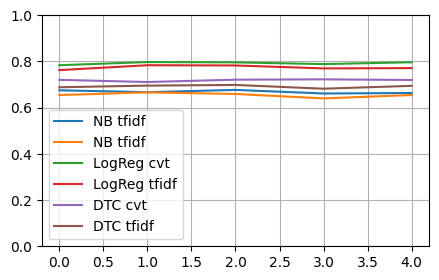 1.0
0.8
0.6
0.4
0.2
0.0
NB tfidf
NB tfidf
LogReg cvt
LogReg tfidf
DTC cvt
DTC tfidf
0.0 0.5 1.0 1.5 2.0 2.5 3.0 3.5 4.0